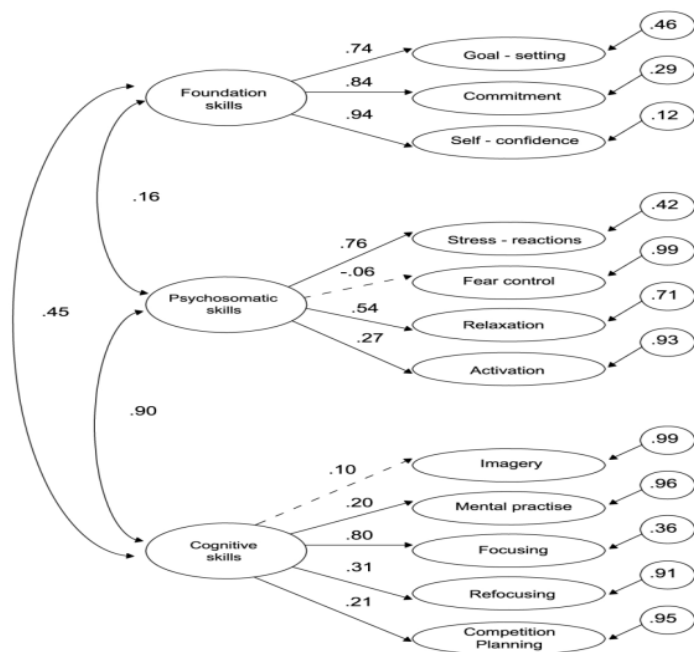 .46
.74
Goal - setting
.29
Foundation
skills
.84
Commitment
.12
.94
Self - confidence
.16
.42
.76
Stress - reactions
.99
-.06
Fear control
.71
Psychosomatic
skills
.54
Relaxation
.45
.93
.27
Activation
.90
.99
.10
Imagery
.96
.20
Mental practise
.36
Cognitive
skills
.80
Focusing
.91
.31
Refocusing
.95
.21
Competition
Planning